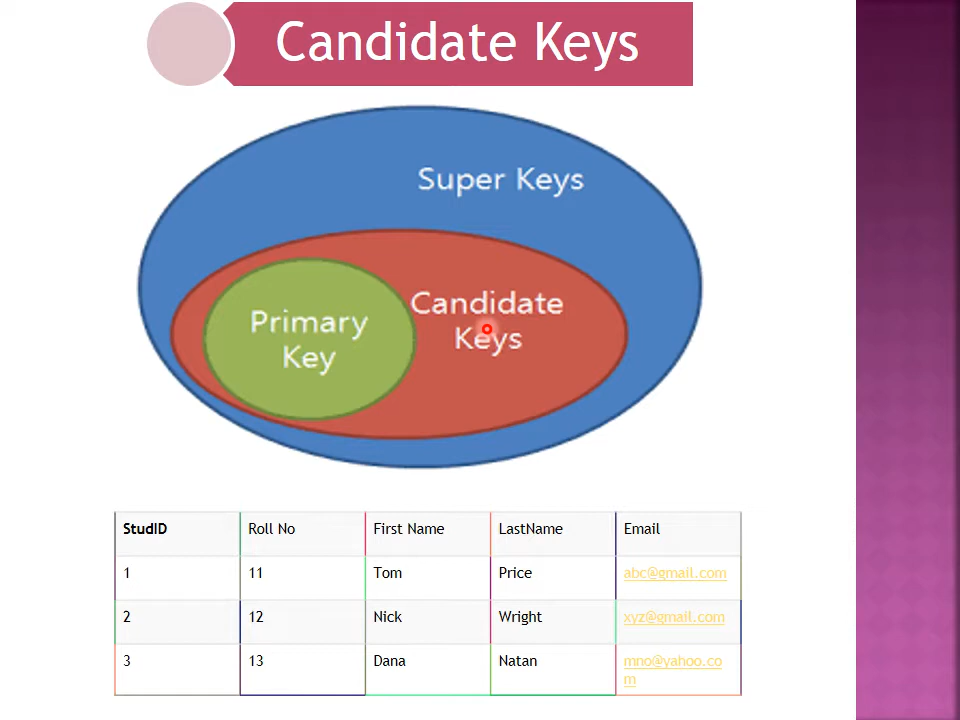 Candidate Keys
Super Keys
Candidate
Keys
Primary
Key
StudID Roll No First Name LastName Email
1 11 Tom Price abc@gmail.com
2 12 Nick Wright xyz@gmail.com
3 13 Dana Natan mno@yahoo.co
m